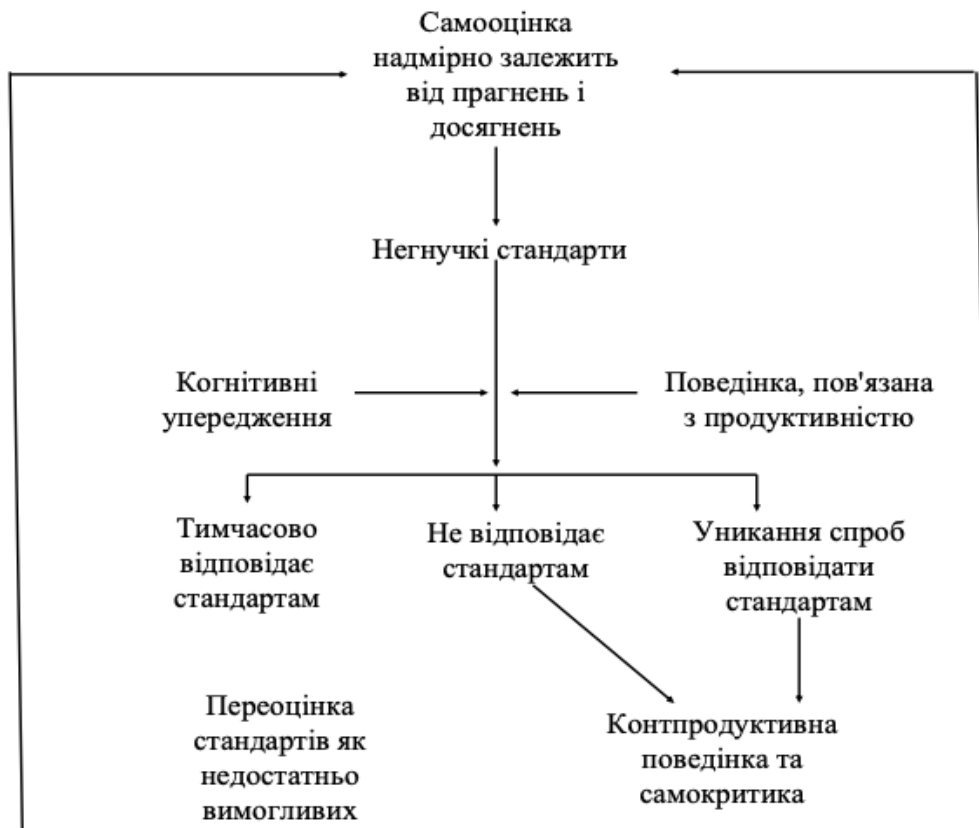 Самооцінка
надмірно залежить
від прагнень і
досягнень
Негнучкі стандарти
Когнітивні
упередження
Поведінка, пов'язана
з продуктивністю
Тимчасово
відповідає
стандартам
Не відповідає
стандартам
Уникання спроб
відповідати
стандартам
Переоцінка
стандартів як
недостатньо
вимогливих
Контпродуктивна
поведінка та
самокритика